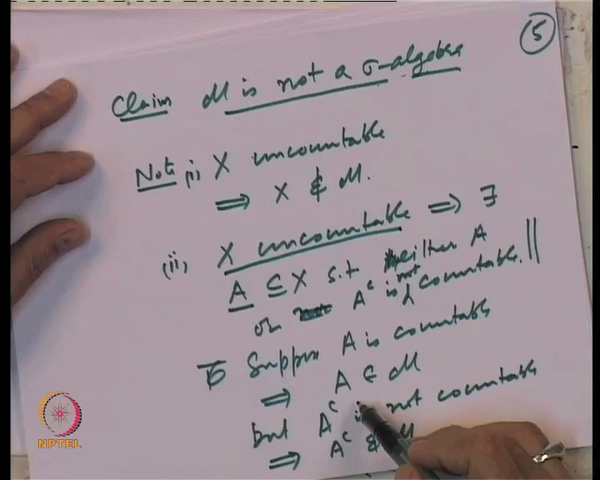 5
Claim M is not a σ-algebra
Note (i) X uncountable
⟹ X ∉ M.
(ii) X uncountable ⟹ ∃
A ⊆ X s.t either A
or A^c is not countable.
Suppose A is countable
⟹ A ∈ M
but A^c is not countable
⟹ A^c ∉ M
NPTEL